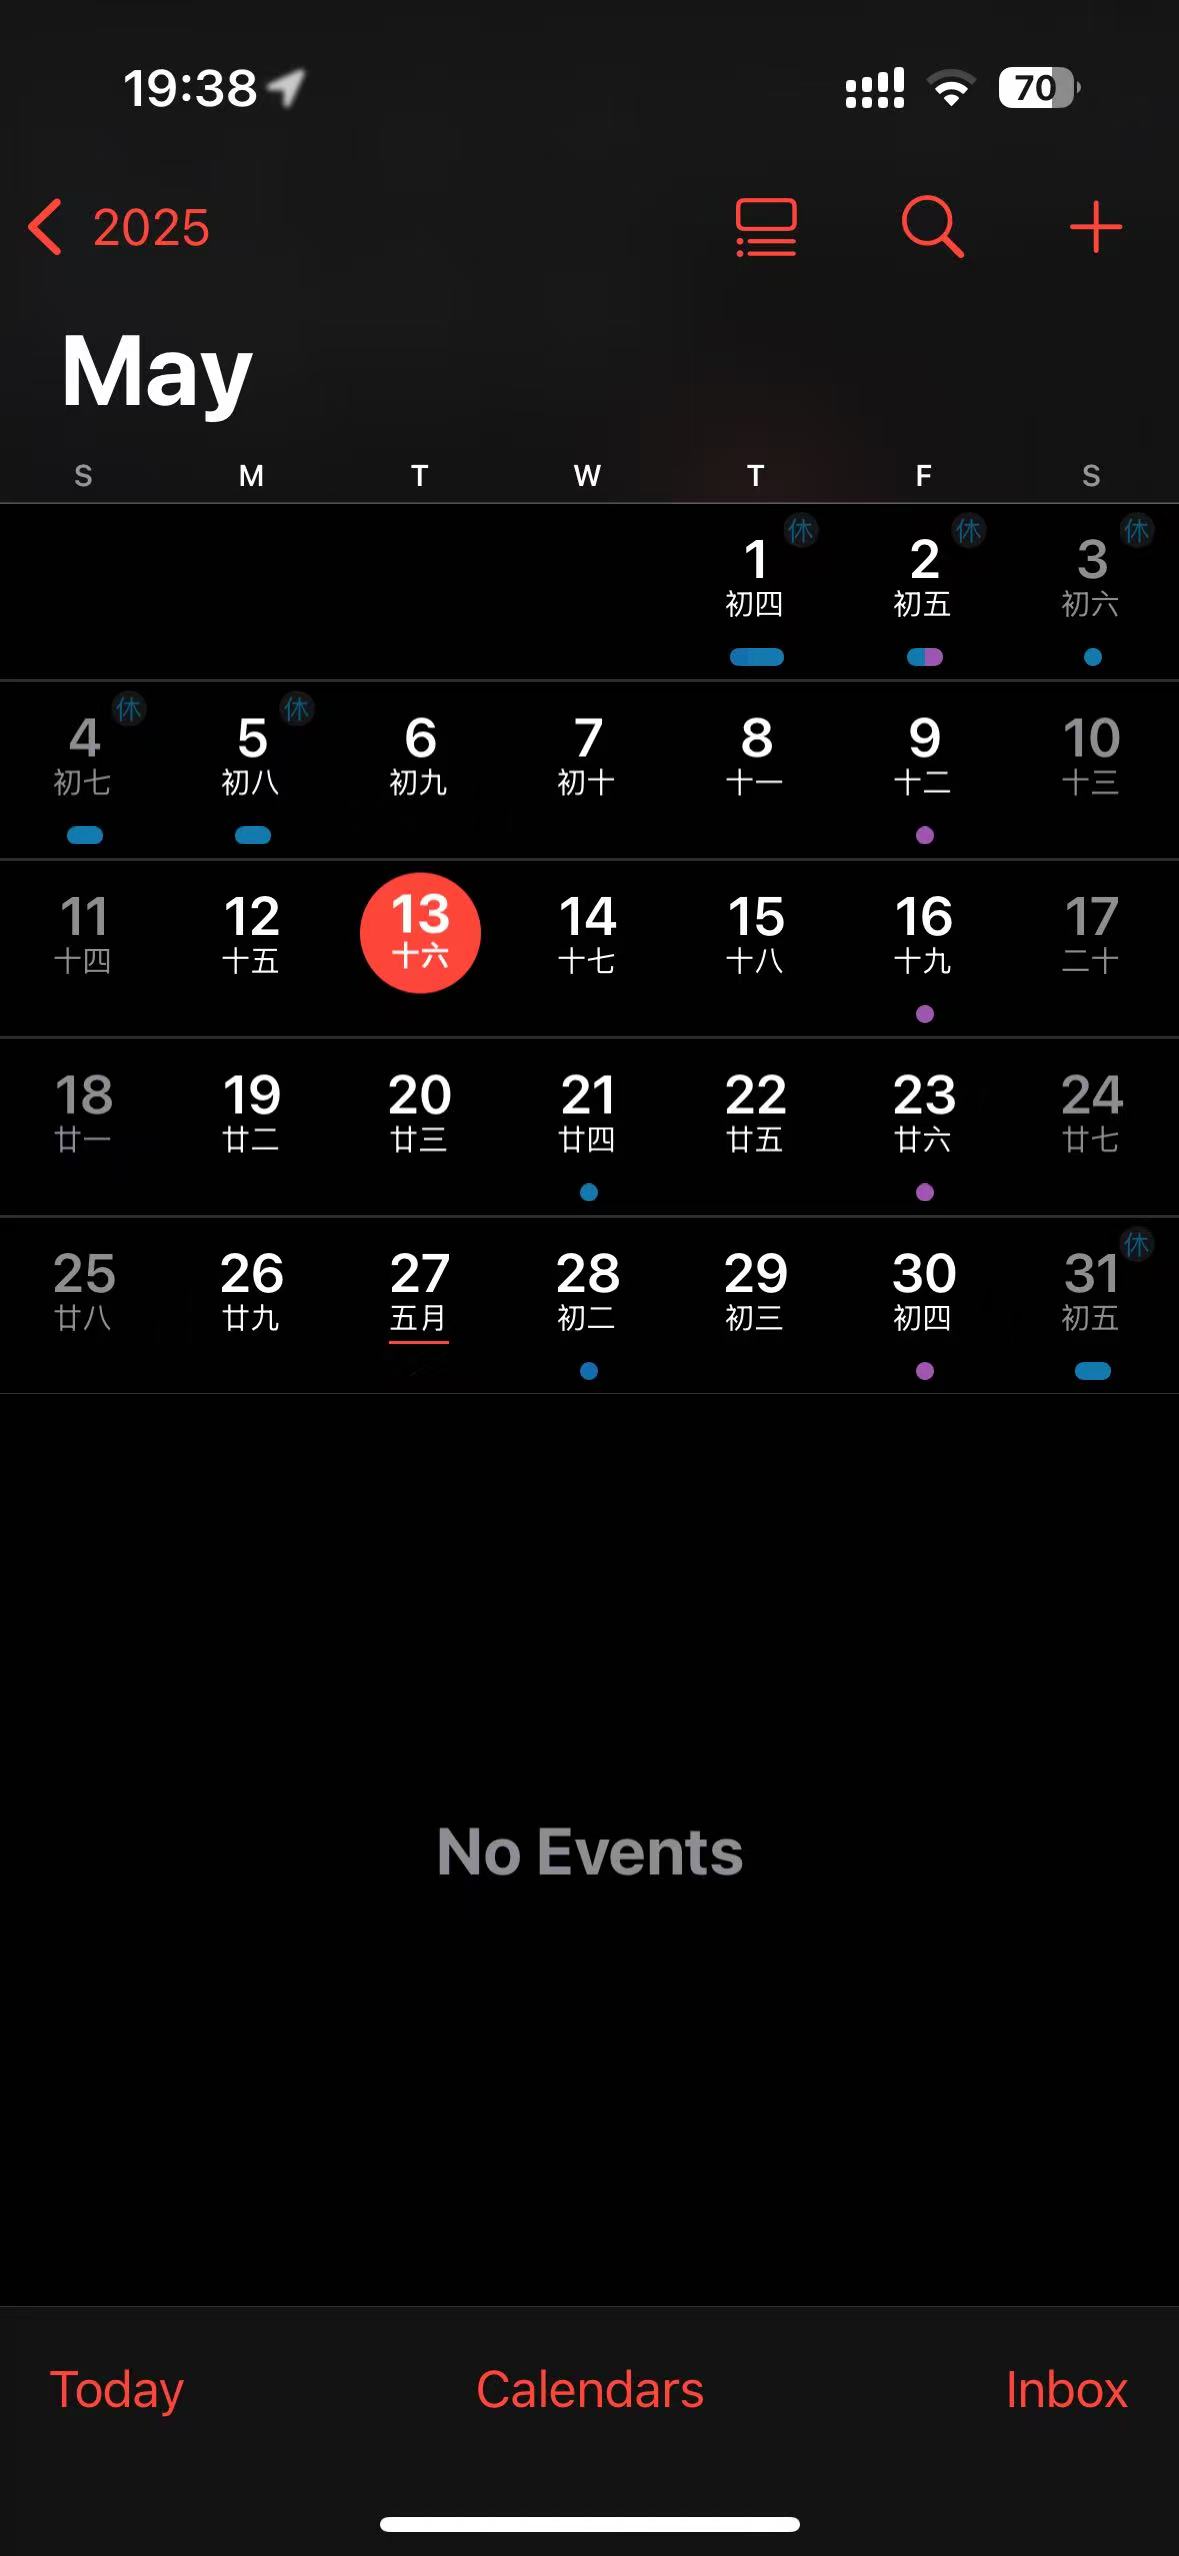 19:38 70
2025
May
S M T W T F S
休 休 休
1 2 3
初四 初五 初六
休 休
4 5 6 7 8 9 10
初七 初八 初九 初十 十一 十二 十三
11 12 13 14 15 16 17
十四 十五 十六 十七 十八 十九 二十
18 19 20 21 22 23 24
廿一 廿二 廿三 廿四 廿五 廿六 廿七
休
25 26 27 28 29 30 31
廿八 廿九 五月 初二 初三 初四 初五
No Events
Today Calendars Inbox